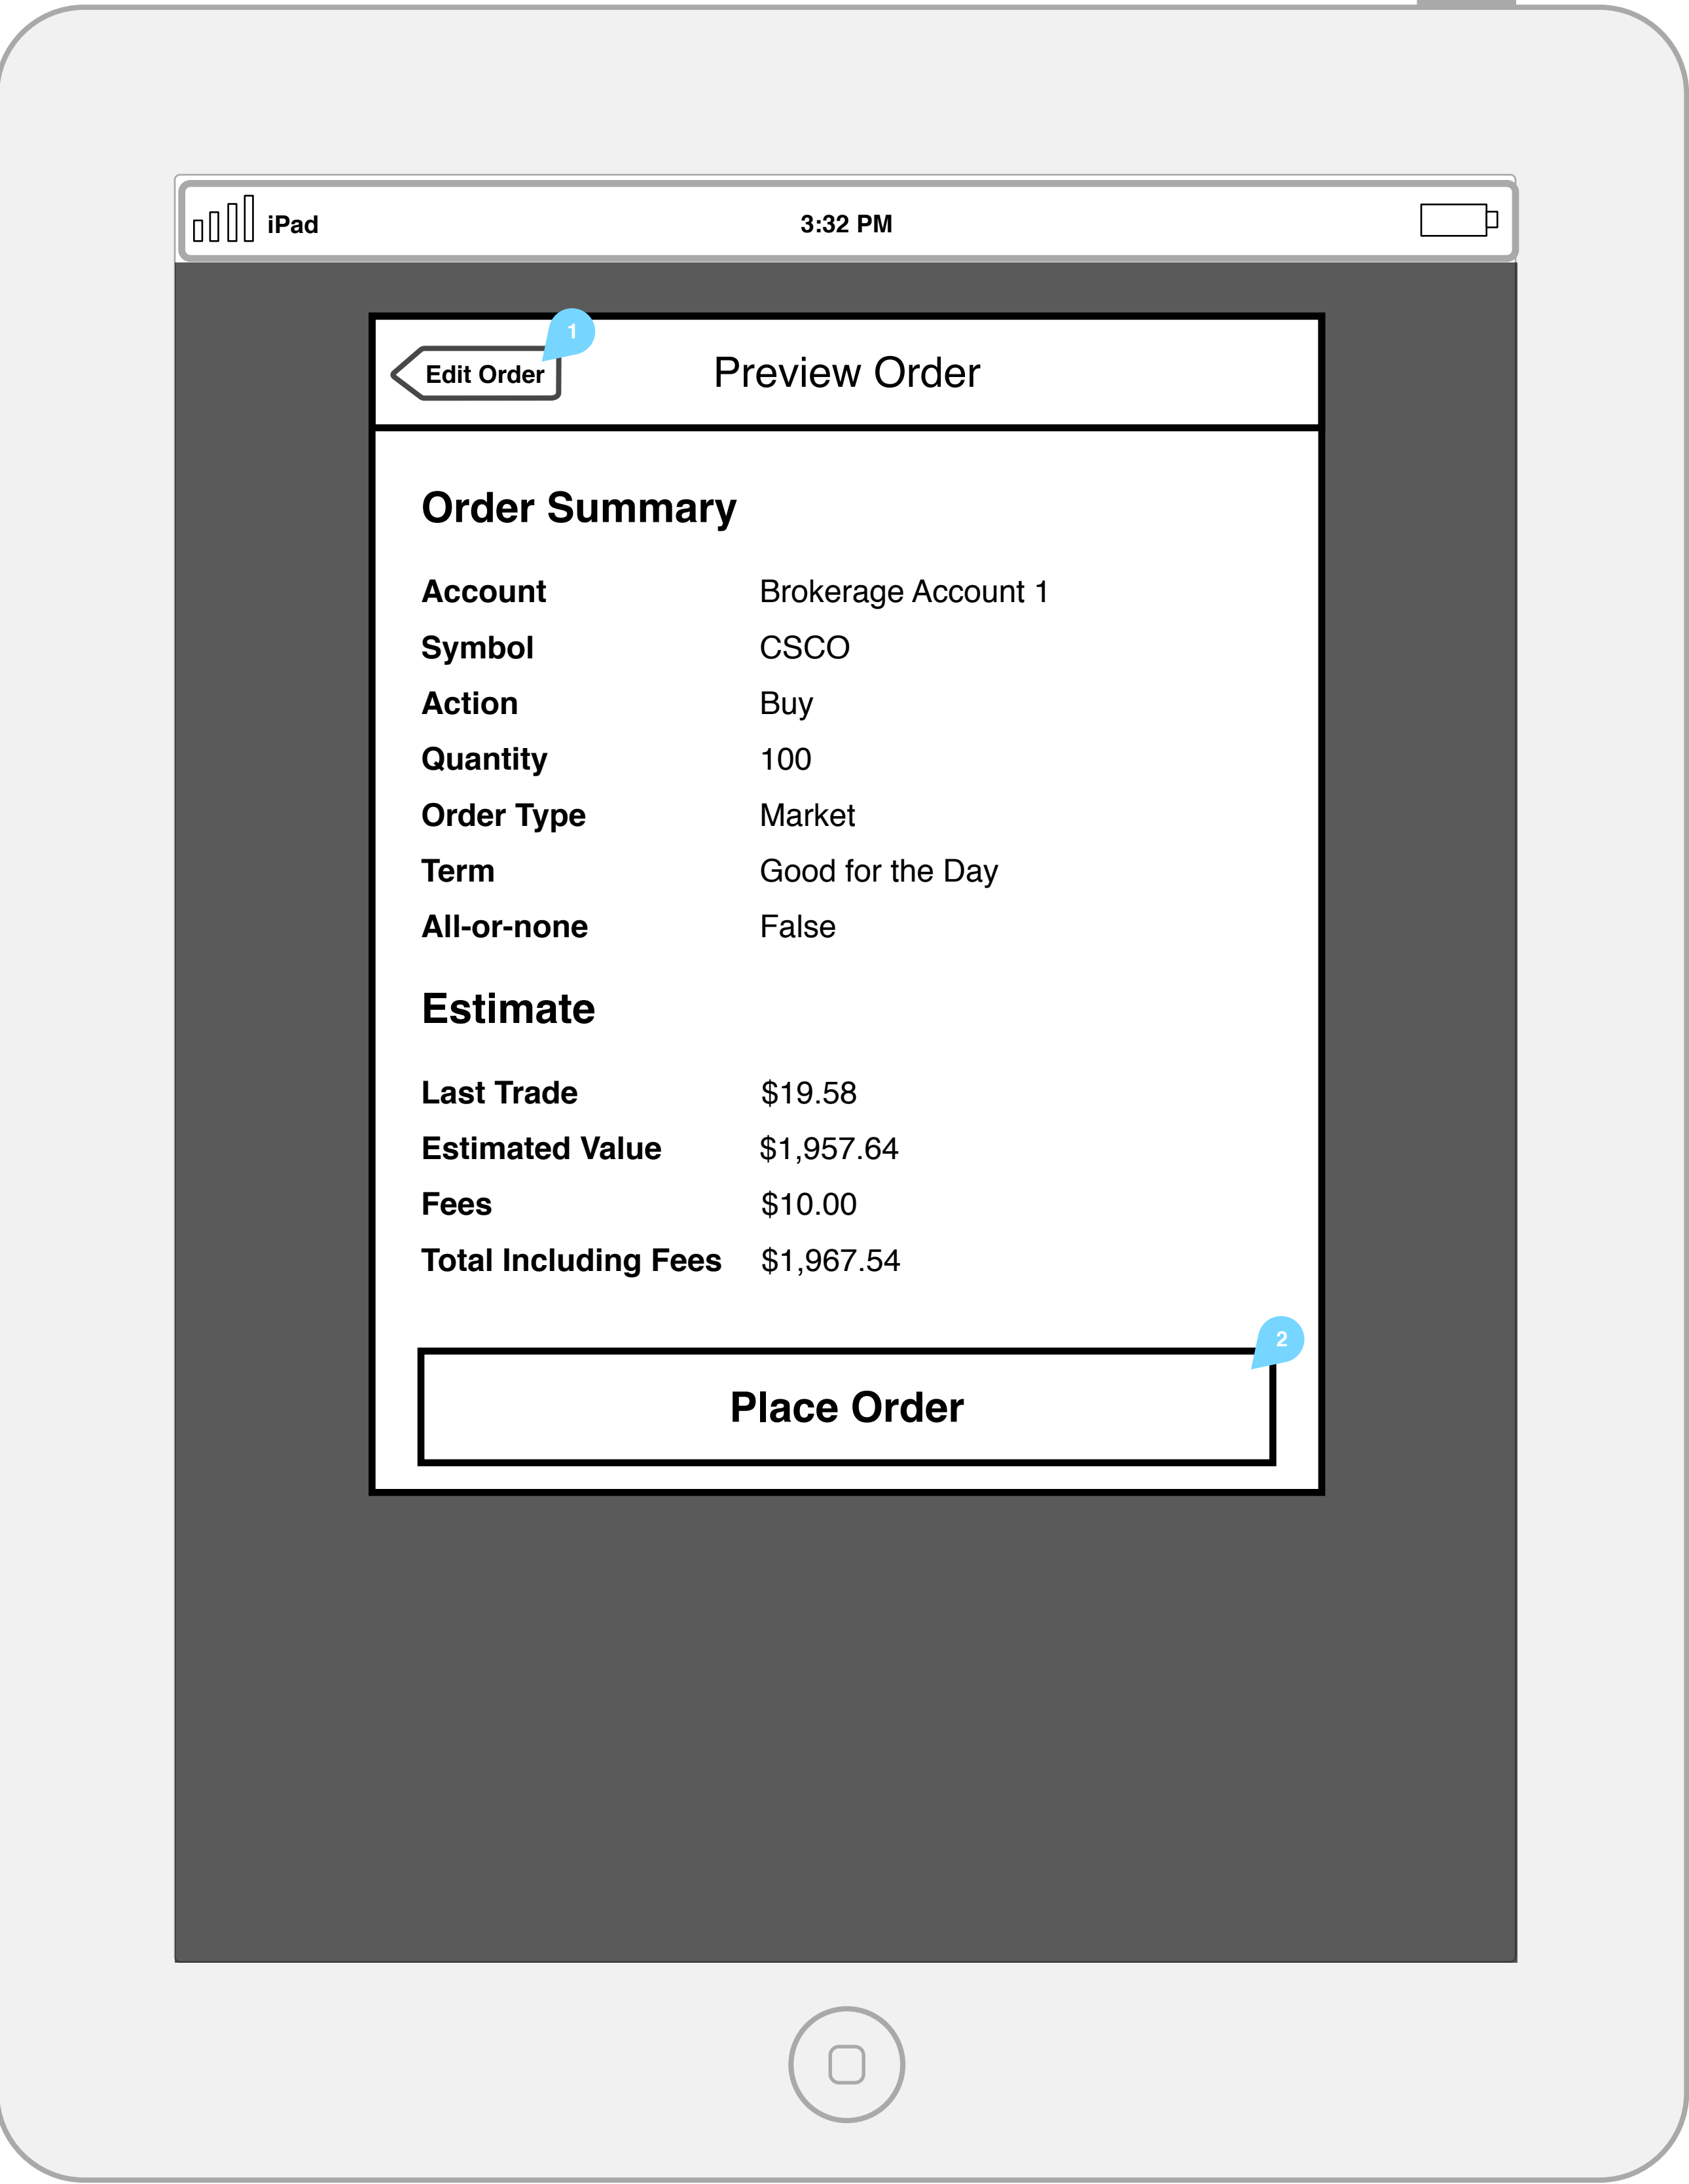 iPad 3:32 PM
1
Edit Order Preview Order
Order Summary
Account Brokerage Account 1
Symbol CSCO
Action Buy
Quantity 100
Order Type Market
Term Good for the Day
All-or-none False
Estimate
Last Trade $19.58
Estimated Value $1,957.64
Fees $10.00
Total Including Fees $1,967.54
2
Place Order